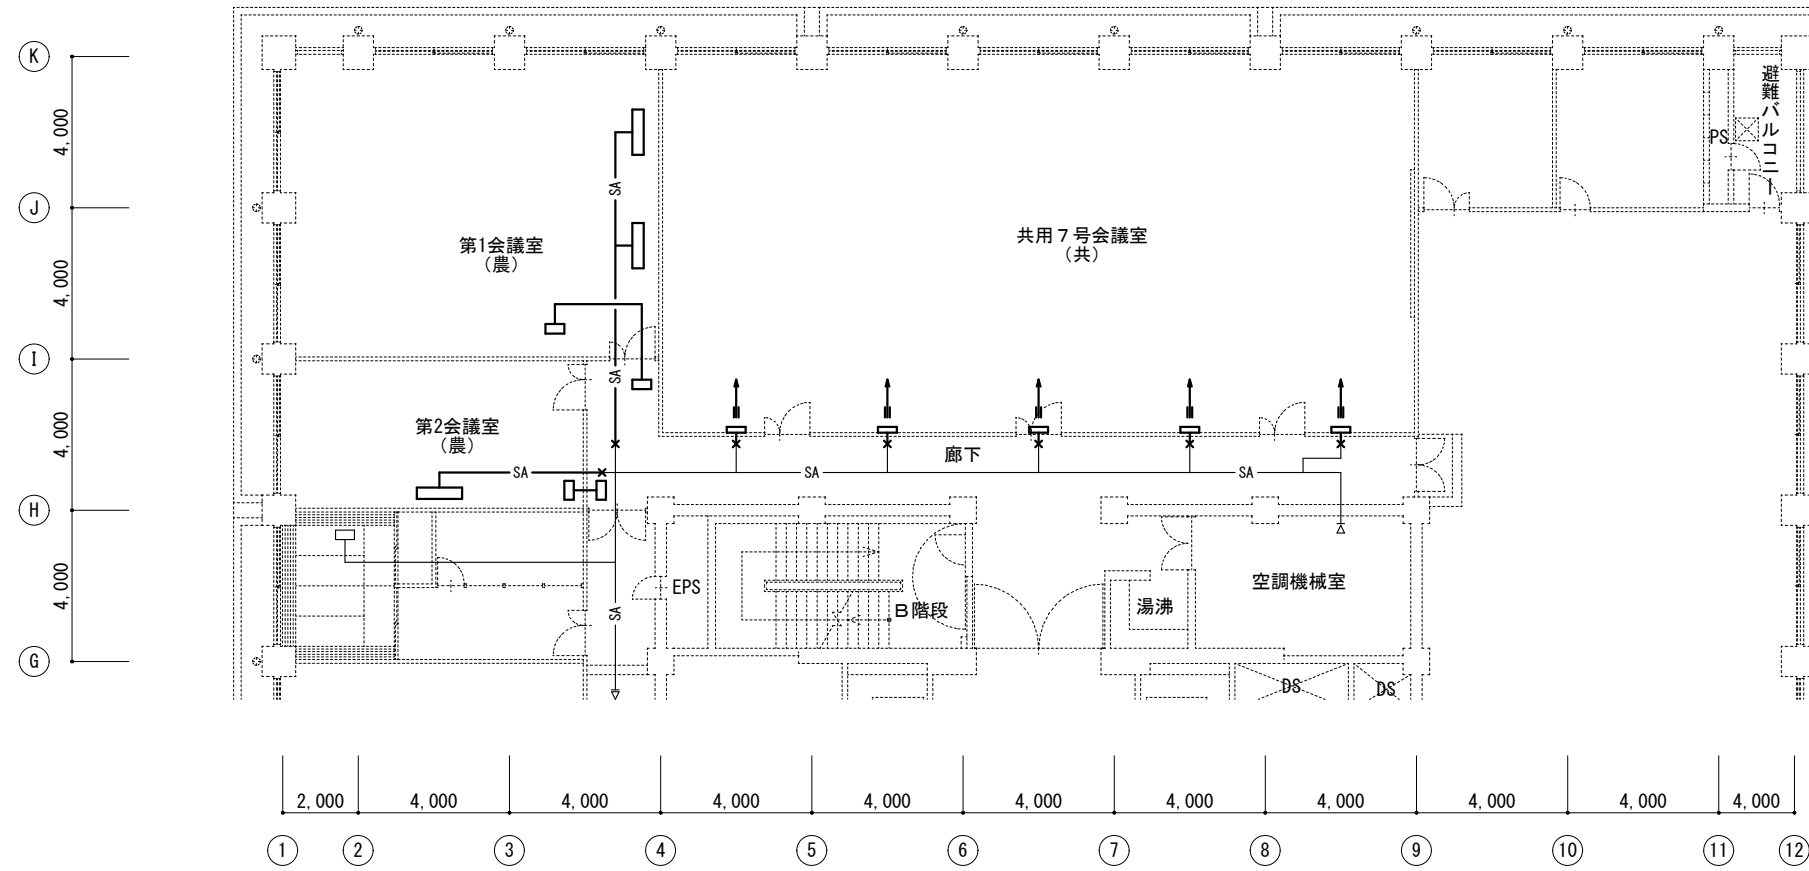 K
J
I
H
G
4,000
4,000
4,000
4,000
SA
SA
SA
SA
SA
SA
第1会議室
(農)
第2会議室
(農)
共用7号会議室
(共)
避難バルコニー
PS
廊下
EPS
B階段
湯沸
空調機械室
DS
DS
2,000
4,000
4,000
4,000
4,000
4,000
4,000
4,000
4,000
4,000
4,000
1
2
3
4
5
6
7
8
9
10
11
12